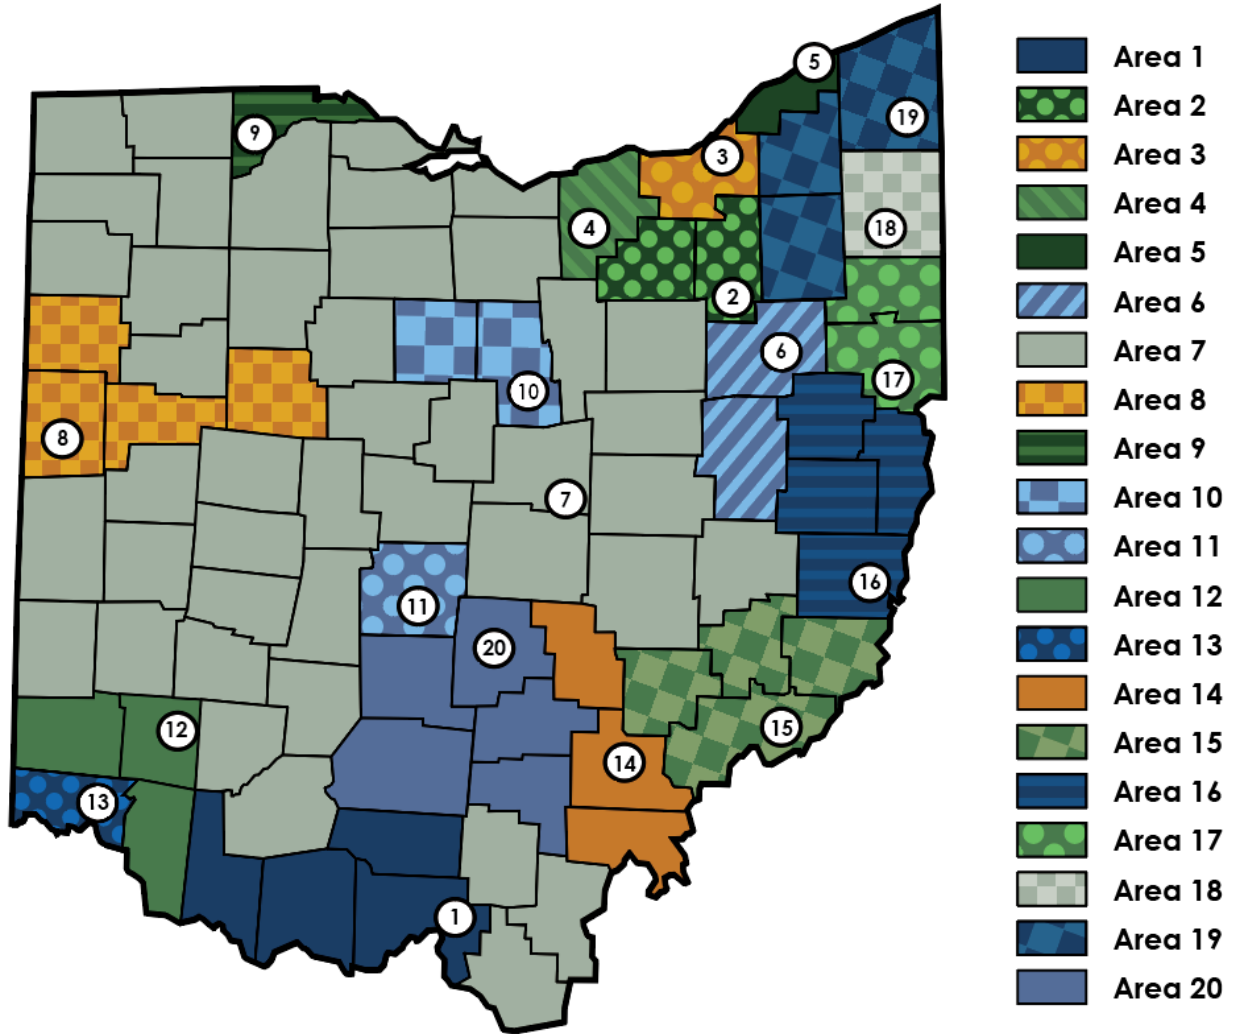 5
19
9
3
18
4
2
6
17
10
8
7
16
11
20
12
15
14
13
1
Area 1
Area 2
Area 3
Area 4
Area 5
Area 6
Area 7
Area 8
Area 9
Area 10
Area 11
Area 12
Area 13
Area 14
Area 15
Area 16
Area 17
Area 18
Area 19
Area 20